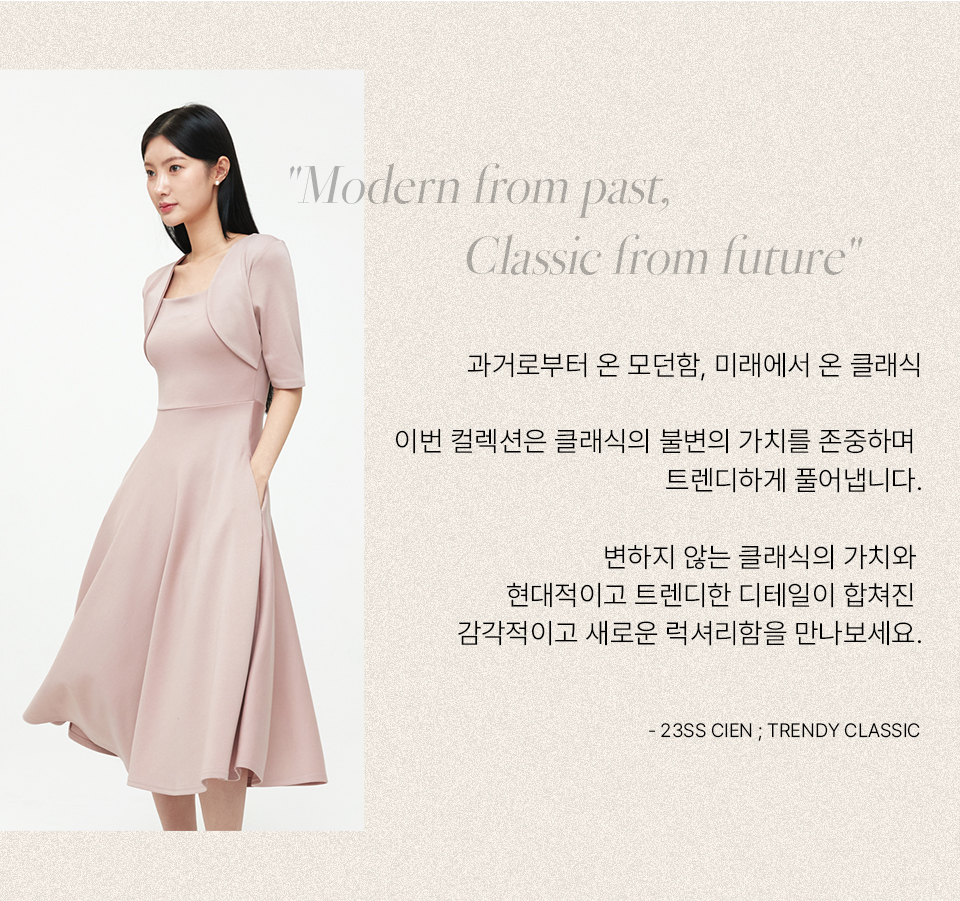 "Modern from past,
Classic from future"
과거로부터 온 모던함, 미래에서 온 클래식
이번 컬렉션은 클래식의 불변의 가치를 존중하며
트렌디하게 풀어냅니다.
변하지 않는 클래식의 가치와
현대적이고 트렌디한 디테일이 합쳐진
감각적이고 새로운 럭셔리함을 만나보세요.
- 23SS CIEN ; TRENDY CLASSIC